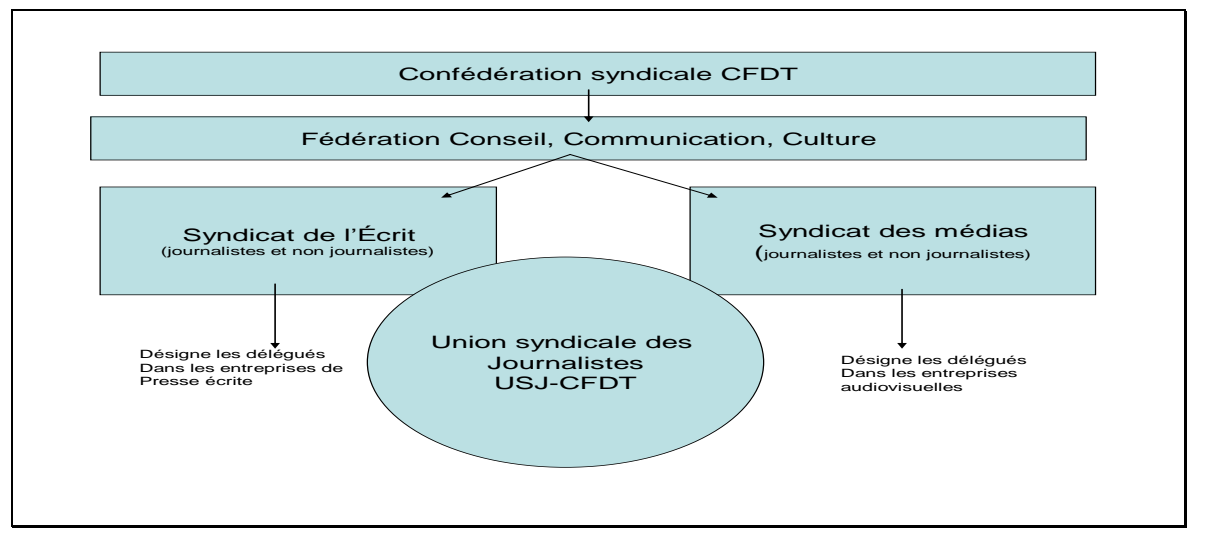 Confédération syndicale CFDT
Fédération Conseil, Communication, Culture
Syndicat de l'Écrit
(journalistes et non journalistes)
Syndicat des médias
(journalistes et non journalistes)
Union syndicale des
Journalistes
USJ-CFDT
Désigne les délégués
Dans les entreprises de
Presse écrite
Désigne les délégués
Dans les entreprises
audiovisuelles